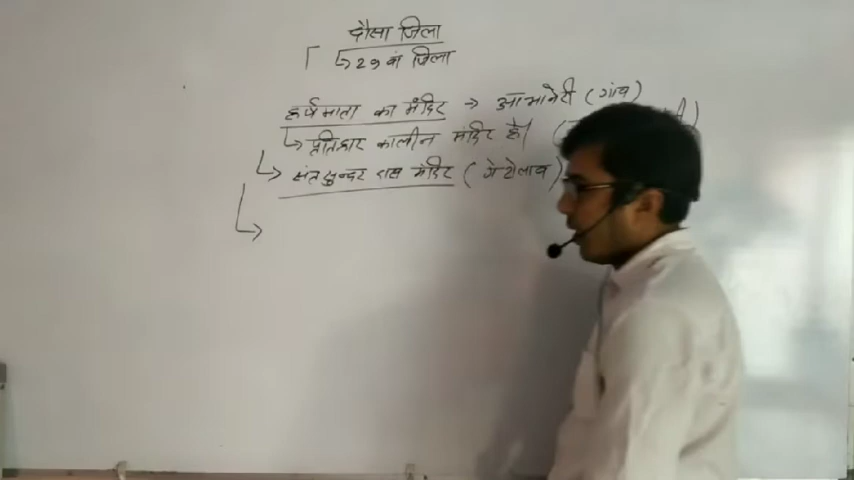 दौसा जिला
↳ 29 वां जिला
हर्षमाता का मंदिर → आभानेरी (गांव)
↳ प्रतिहार कालीन मंदिर है। (
↳ संत सुन्दर दास मंदिर (गेटोलाव)